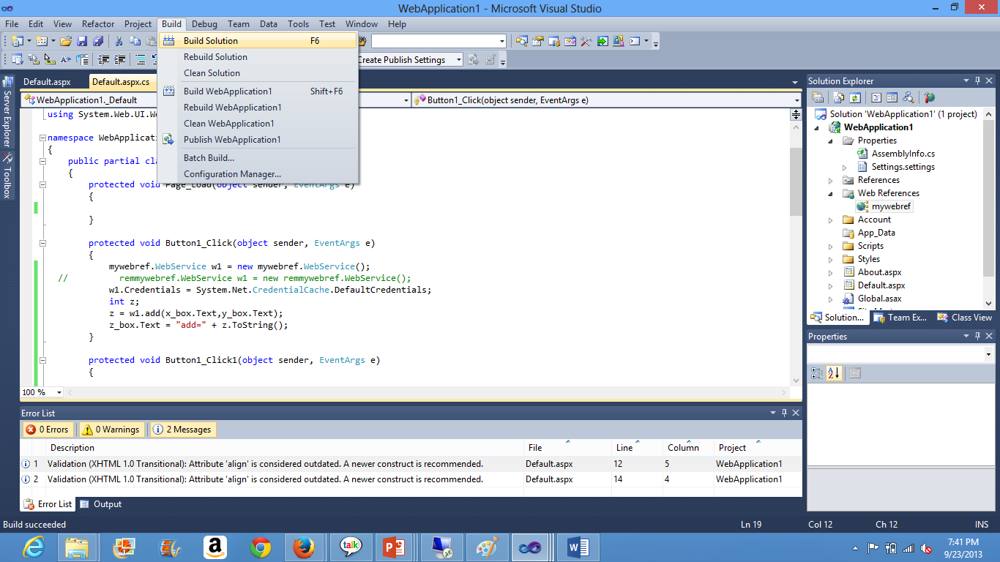 WebApplication1 - Microsoft Visual Studio
File Edit View Refactor Project Build Debug Team Data Tools Test Window Help
Build Solution F6
Rebuild Solution
Clean Solution
Build WebApplication1 Shift+F6
Rebuild WebApplication1
Clean WebApplication1
Publish WebApplication1
Batch Build...
Configuration Manager...
Create Publish Settings
Server Explorer
Toolbox
Default.aspx Default.aspx.cs
WebApplication1._Default Button1_Click(object sender, EventArgs e)
using System.Web.UI.We
namespace WebApplicati
{
public partial cla
{
protected void Page_Load(object sender, EventArgs e)
{
}
protected void Button1_Click(object sender, EventArgs e)
{
mywebref.WebService w1 = new mywebref.WebService();
// remmywebref.WebService w1 = new remmywebref.WebService();
w1.Credentials = System.Net.CredentialCache.DefaultCredentials;
int z;
z = w1.add(x_box.Text,y_box.Text);
z_box.Text = "add=" + z.ToString();
}
protected void Button1_Click1(object sender, EventArgs e)
{
100 %
Solution Explorer
Solution 'WebApplication1' (1 project)
WebApplication1
Properties
AssemblyInfo.cs
Settings.settings
References
Web References
mywebref
Account
App_Data
Scripts
Styles
About.aspx
Default.aspx
Global.asax
Solution... Team Ex... Class View
Properties
Error List
0 Errors 0 Warnings 2 Messages
Description File Line Column Project
1 Validation (XHTML 1.0 Transitional): Attribute 'align' is considered outdated. A newer construct is recommended. Default.aspx 12 5 WebApplication1
2 Validation (XHTML 1.0 Transitional): Attribute 'align' is considered outdated. A newer construct is recommended. Default.aspx 14 4 WebApplication1
Error List Output
Build succeeded Ln 19 Col 12 Ch 12 INS
talk
7:41 PM
9/23/2013